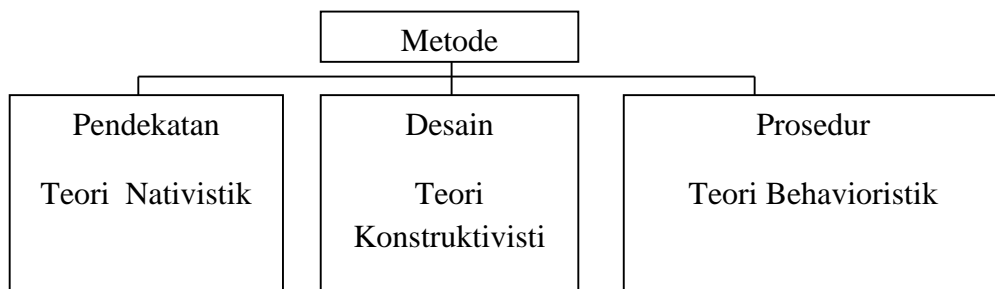 Metode
Pendekatan
Teori Nativistik
Desain
Teori
Konstruktivisti
Prosedur
Teori Behavioristik